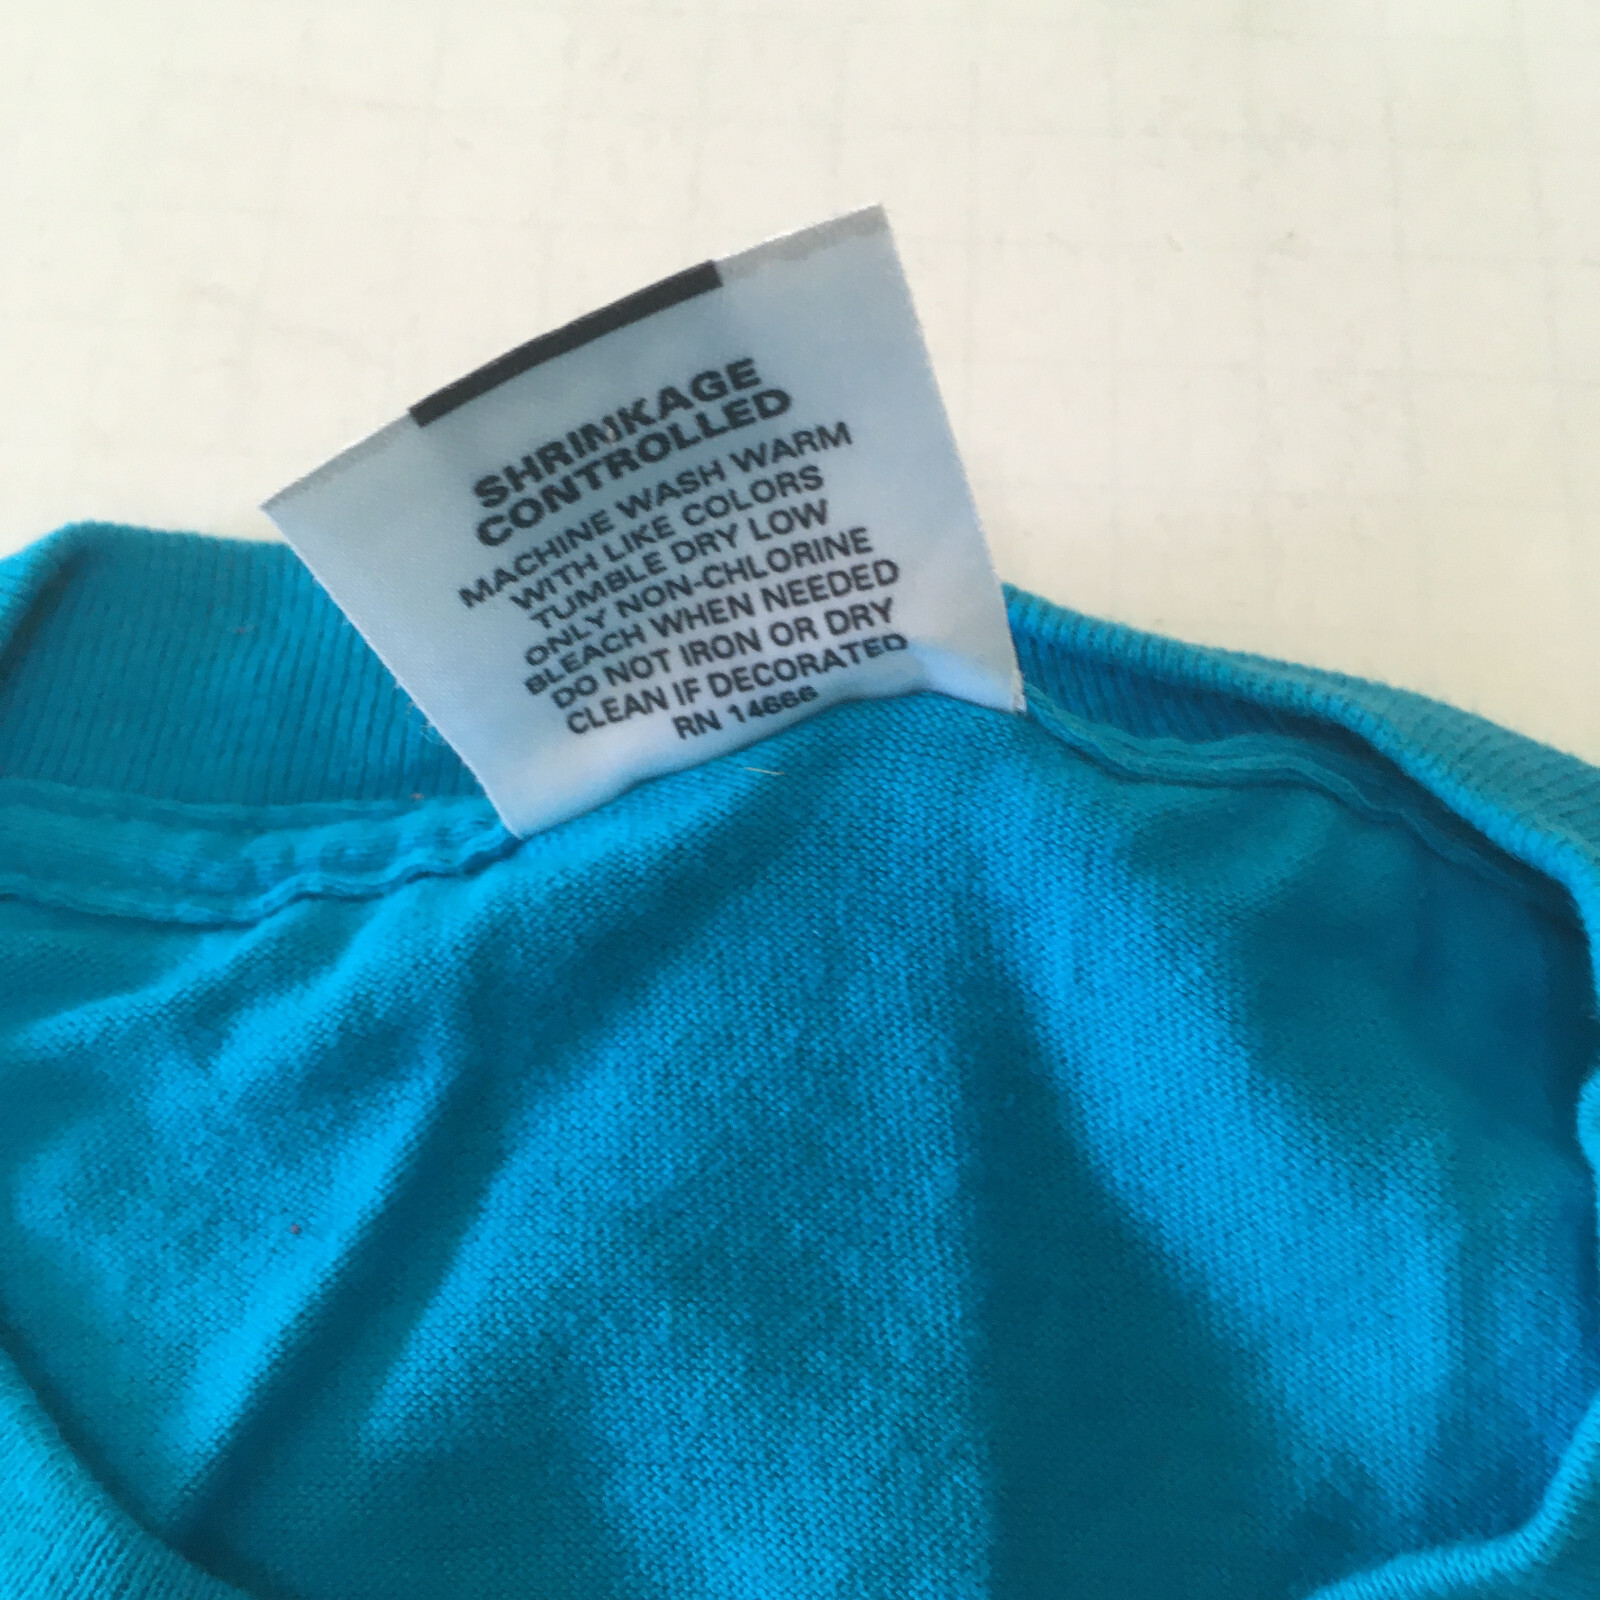 SHRINKAGE
CONTROLLED
MACHINE WASH WARM
WITH LIKE COLORS
TUMBLE DRY LOW
ONLY NON-CHLORINE
BLEACH WHEN NEEDED
DO NOT IRON OR DRY
CLEAN IF DECORATED
RN 14666